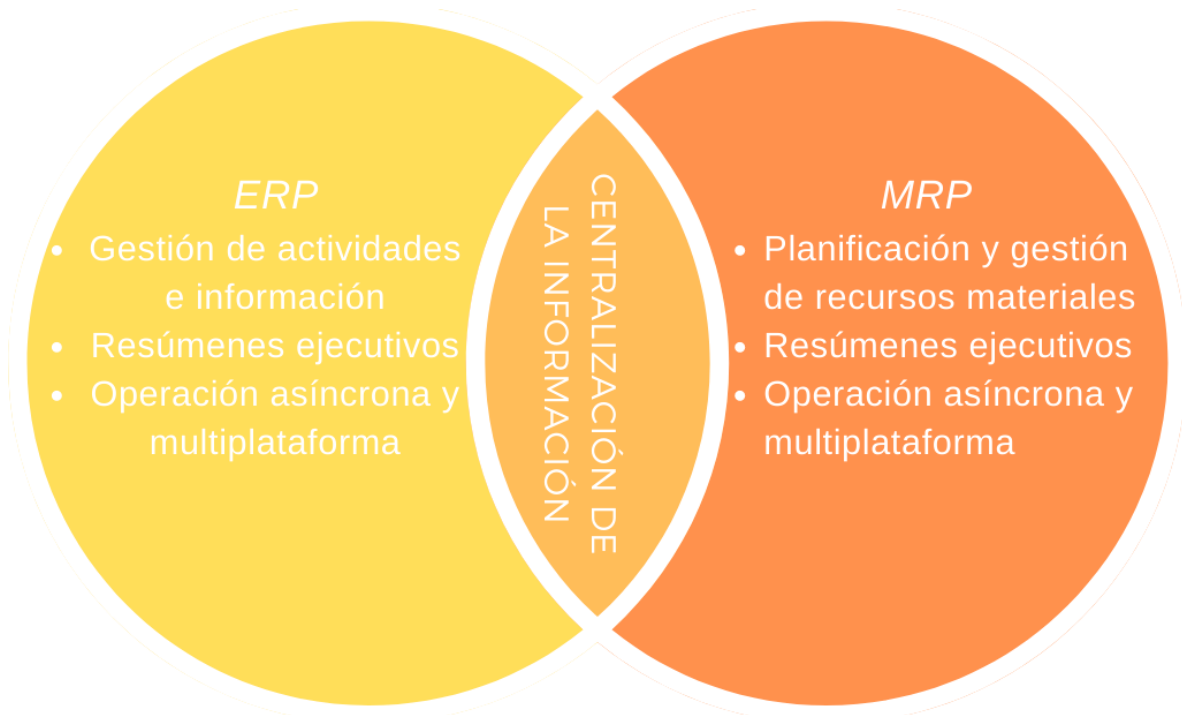 ERP
• Gestión de actividades
e información
• Resúmenes ejecutivos
• Operación asíncrona y
multiplataforma
CENTRALIZACIÓN DE
LA INFORMACIÓN
MRP
• Planificación y gestión
de recursos materiales
• Resúmenes ejecutivos
• Operación asíncrona y
multiplataforma